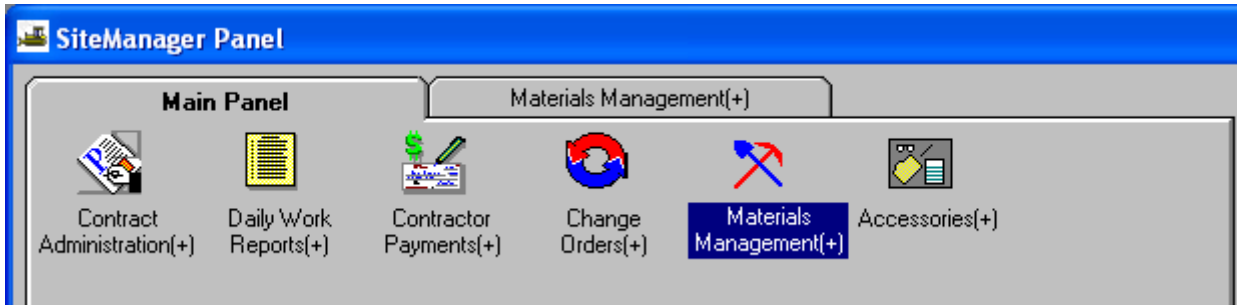 SiteManager Panel
Main Panel
Materials Management(+)
Contract
Administration(+)
Daily Work
Reports(+)
Contractor
Payments(+)
Change
Orders(+)
Materials
Management(+)
Accessories(+)